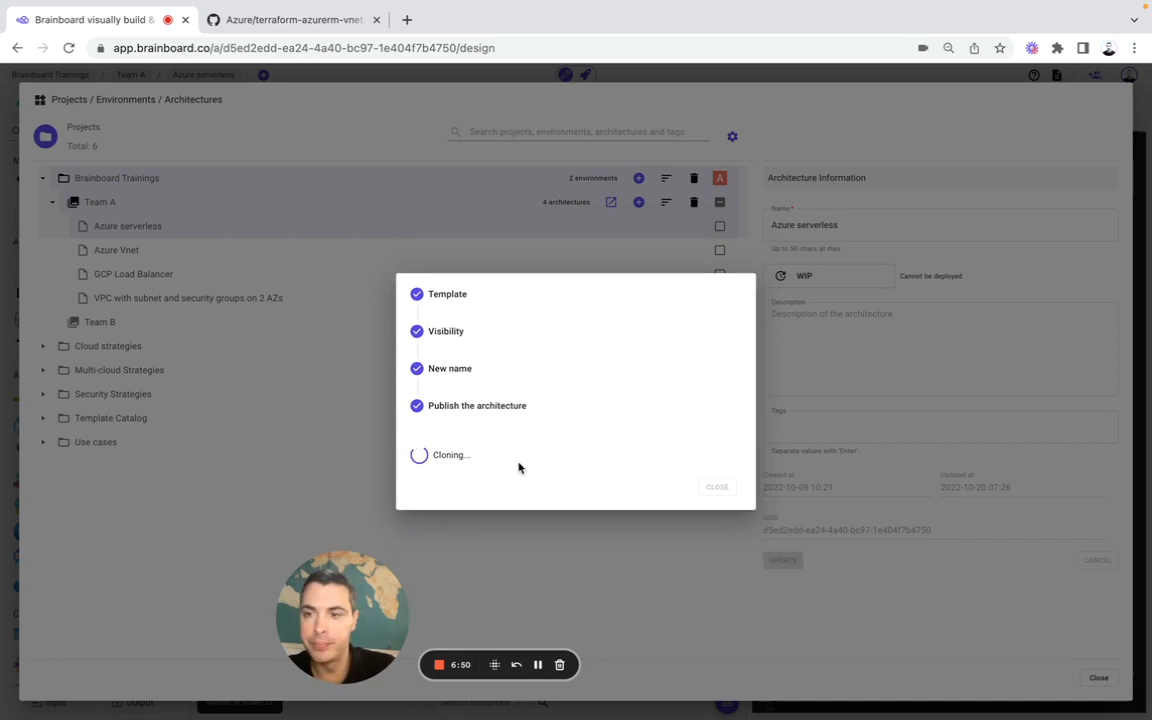 Brainboard visually build &
Azure/terraform-azurerm-vnet
app.brainboard.co/a/d5ed2edd-ea24-4a40-bc97-1e404f7b4750/design
Brainboard Trainings / Team A / Azure serverless
Projects / Environments / Architectures
Projects
Total: 6
Search projects, environments, architectures and tags
Brainboard Trainings
2 environments
A
Team A
4 architectures
Azure serverless
Azure Vnet
GCP Load Balancer
VPC with subnet and security groups on 2 AZs
Team B
Cloud strategies
Multi-cloud Strategies
Security Strategies
Template Catalog
Use cases
Architecture Information
Name *
Azure serverless
Up to 50 chars at max
WIP
Cannot be deployed
Description
Description of the architecture
Tags
Separate values with 'Enter'.
Created at
2022-10-09 10:21
Updated at
2022-10-20 07:26
UUID
d5ed2edd-ea24-4a40-bc97-1e404f7b4750
UPDATE
CANCEL
Close
Template
Visibility
New name
Publish the architecture
Cloning...
CLOSE
6:50
Input
Output
Search resources